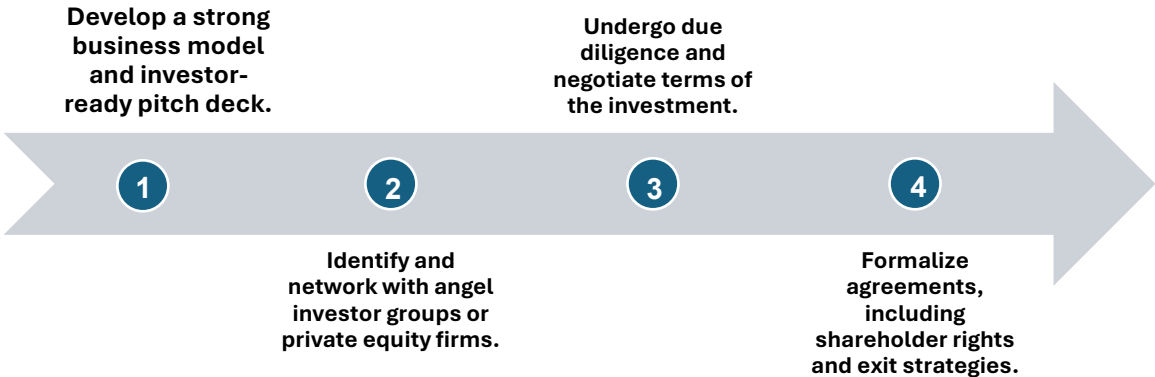 Develop a strong
business model
and investor-
ready pitch deck.
Undergo due
diligence and
negotiate terms of
the investment.
1
2
3
4
Identify and
network with angel
investor groups or
private equity firms.
Formalize
agreements,
including
shareholder rights
and exit strategies.